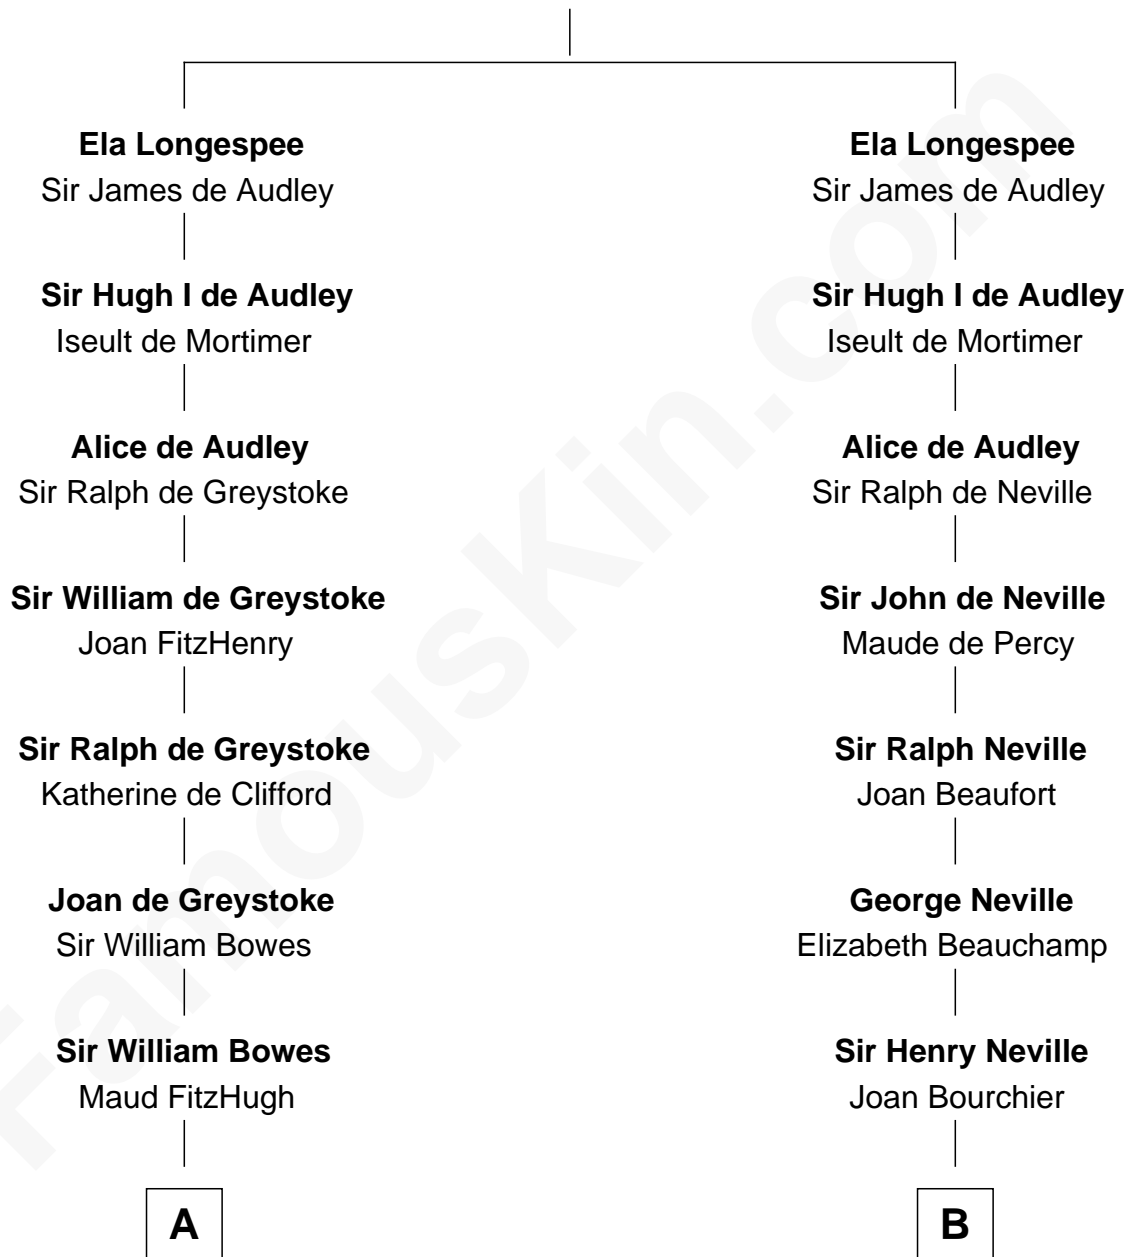 Ela Longespee
Sir James de Audley
Sir Hugh I de Audley
Iseult de Mortimer
Alice de Audley
Sir Ralph de Greystoke
Sir William de Greystoke
Joan FitzHenry
Sir Ralph de Greystoke
Katherine de Clifford
Joan de Greystoke
Sir William Bowes
Sir William Bowes
Maud FitzHugh
A
Ela Longespee
Sir James de Audley
Sir Hugh I de Audley
Iseult de Mortimer
Alice de Audley
Sir Ralph de Neville
Sir John de Neville
Maude de Percy
Sir Ralph Neville
Joan Beaufort
George Neville
Elizabeth Beauchamp
Sir Henry Neville
Joan Bourchier
B
FamousKin.com